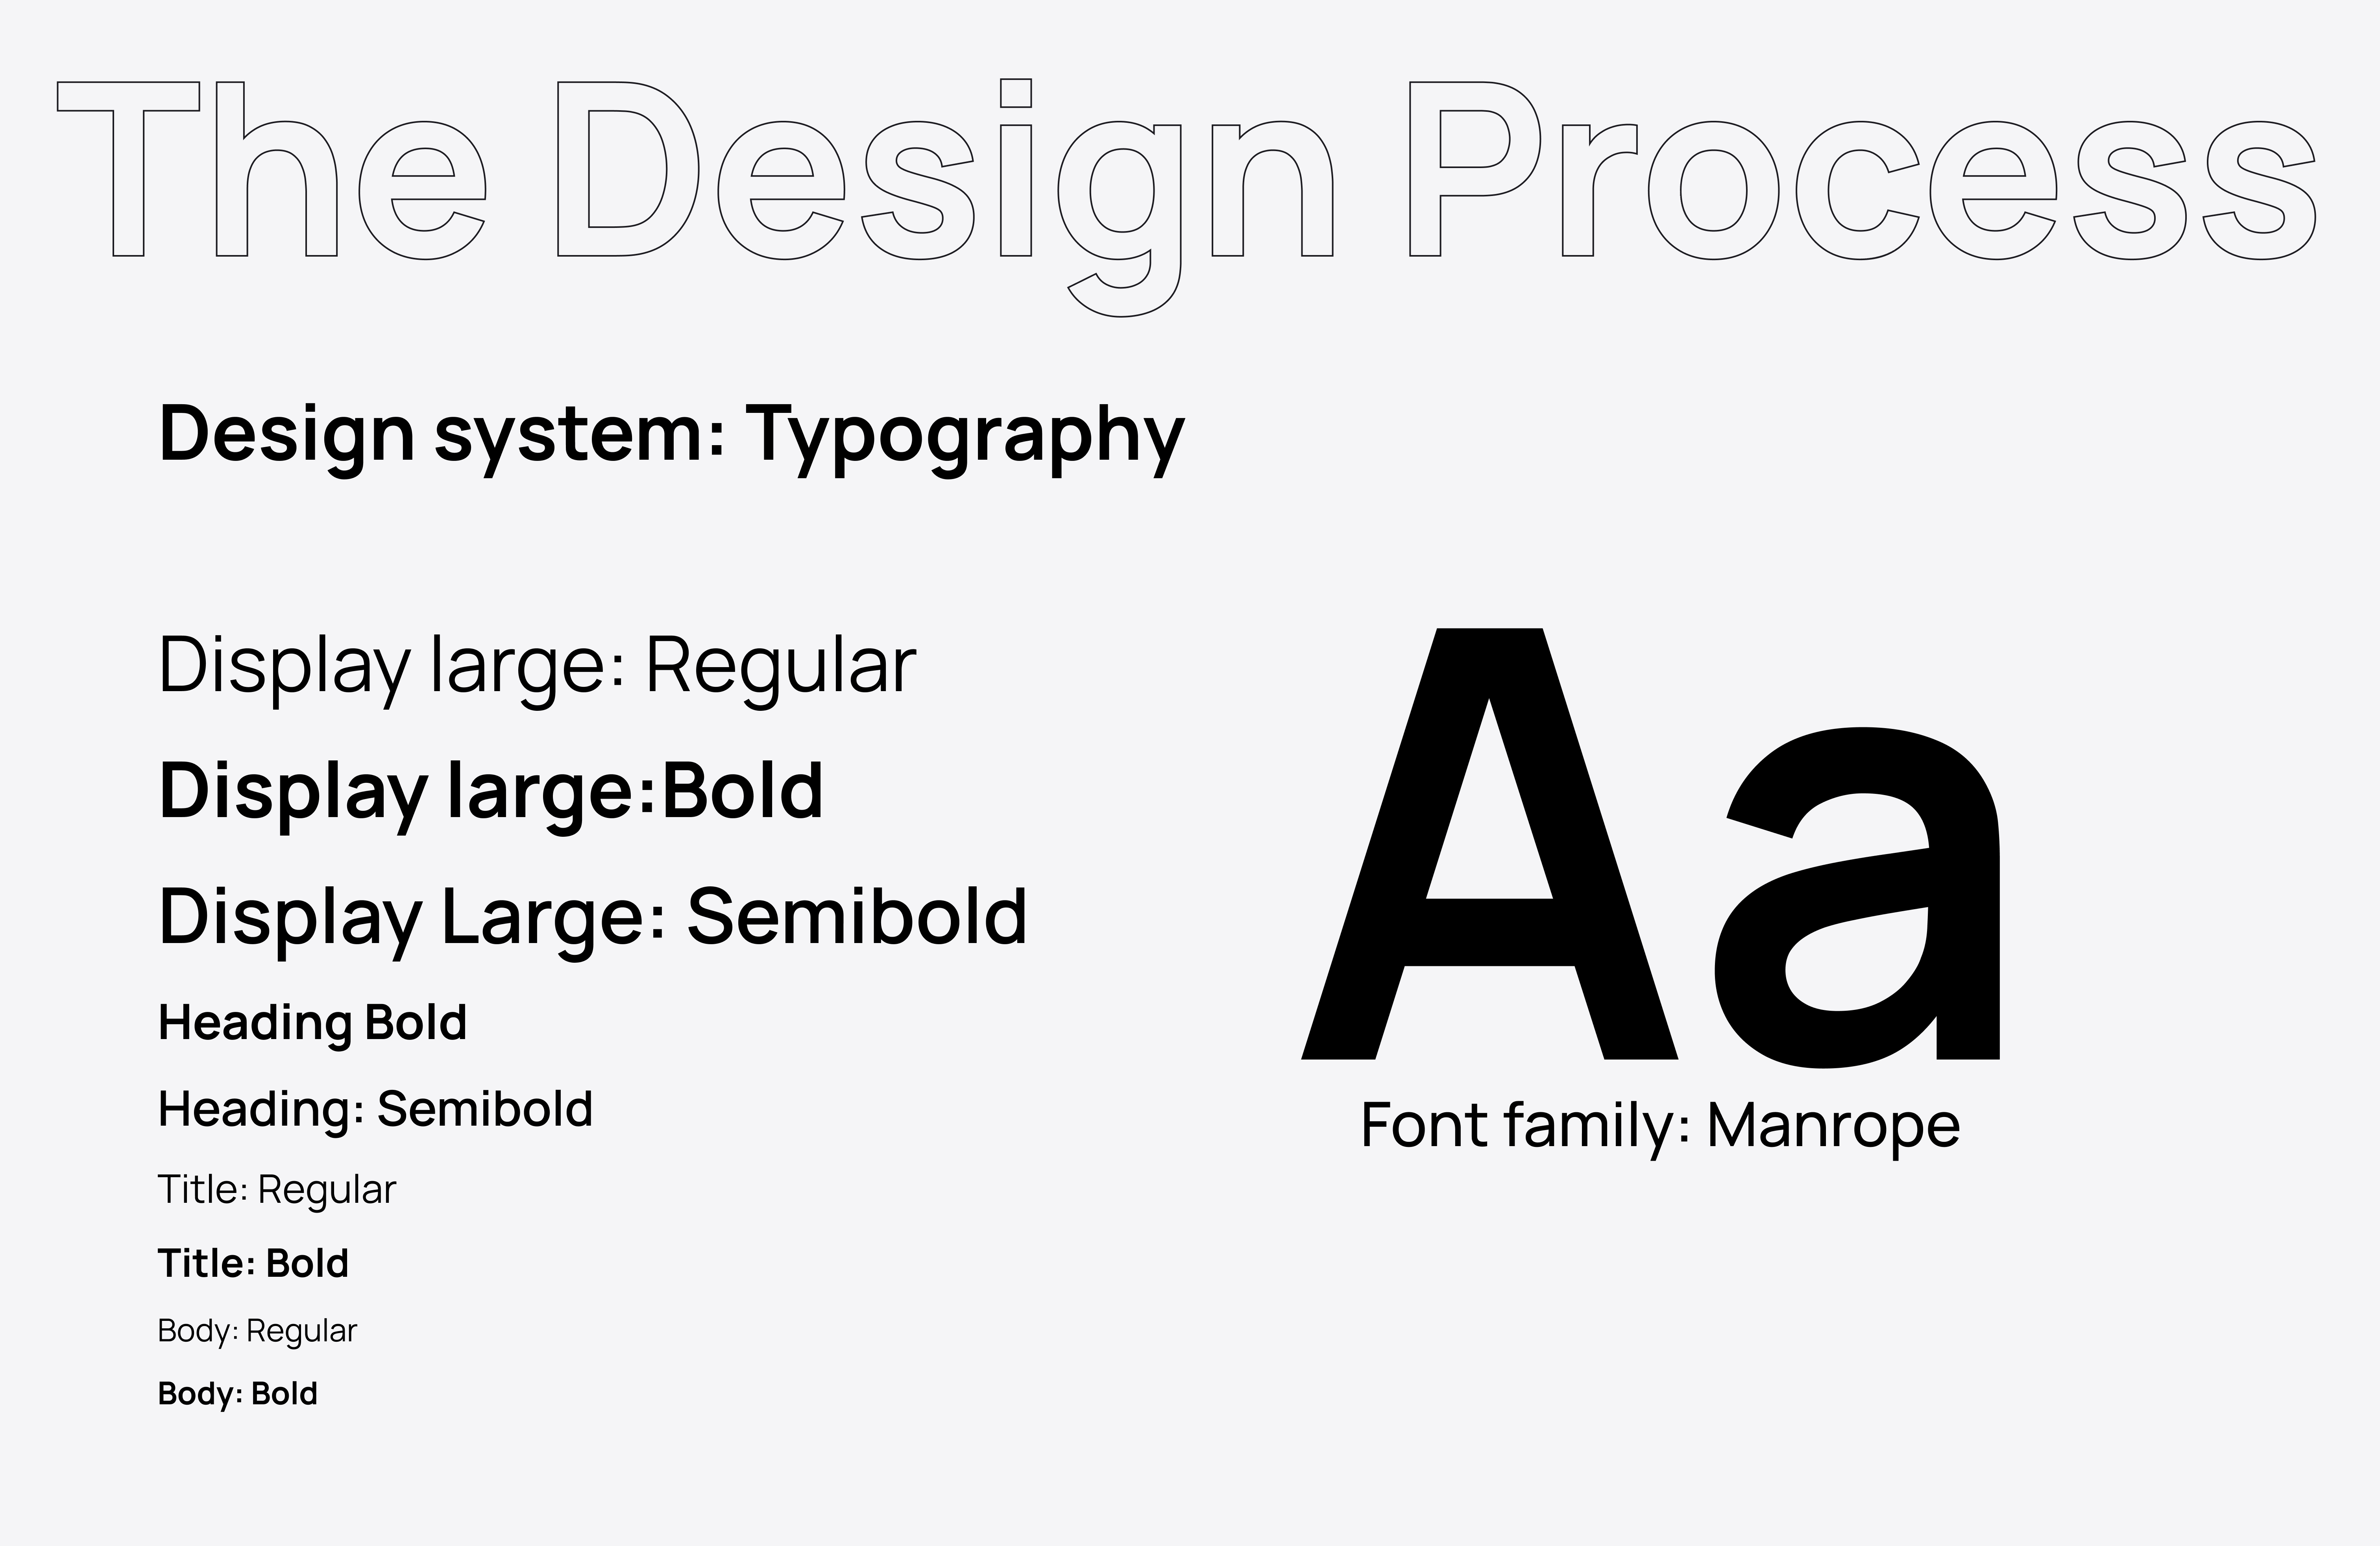 The Design Process
Design system: Typography
Display large: Regular
Display large:Bold
Display Large: Semibold
Heading Bold
Heading: Semibold
Title: Regular
Title: Bold
Body: Regular
Body: Bold
Aa
Font family: Manrope